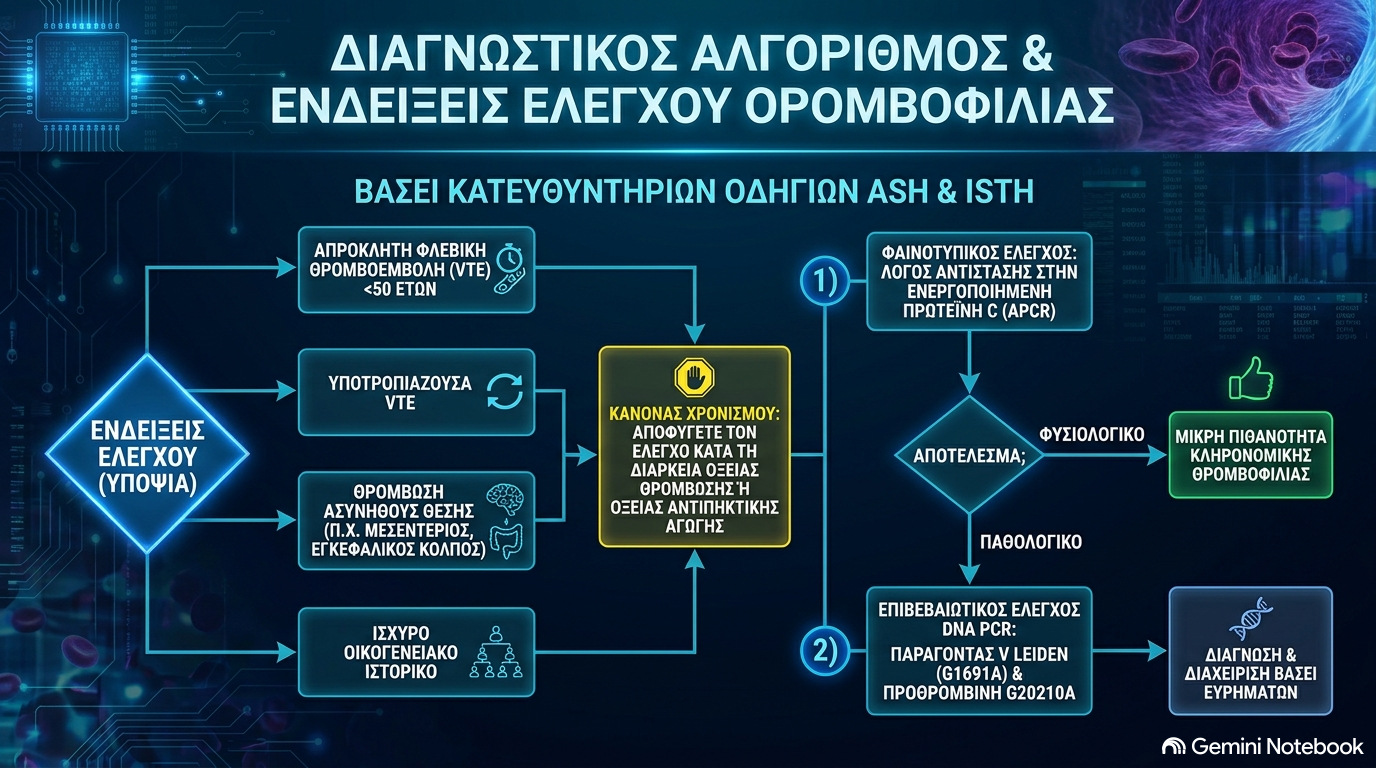 ΔΙΑΓΝΩΣΤΙΚΟΣ ΑΛΓΟΡΙΘΜΟΣ &
ΕΝΔΕΙΞΕΙΣ ΕΛΕΓΧΟΥ ΟΡΟΜΒΟΦΙΛΙΑΣ
ΒΑΣΕΙ ΚΑΤΕΥΘΥΝΤΗΡΙΩΝ ΟΔΗΓΙΩΝ ASH & ISTH
ΕΝΔΕΙΞΕΙΣ
ΕΛΕΓΧΟΥ
(ΥΠΟΨΙΑ)
ΑΠΡΟΚΛΗΤΗ ΦΛΕΒΙΚΗ
ΘΡΟΜΒΟΕΜΒΟΛΗ (VTE)
<50 ΕΤΩΝ
ΥΠΟΤΡΟΠΙΑΖΟΥΣΑ
VTE
ΘΡΟΜΒΩΣΗ
ΑΣΥΝΗΘΟΥΣ ΘΕΣΗΣ
(Π.Χ. ΜΕΣΕΝΤΕΡΙΟΣ,
ΕΓΚΕΦΑΛΙΚΟΣ ΚΟΛΠΟΣ)
ΙΣΧΥΡΟ
ΟΙΚΟΓΕΝΕΙΑΚΟ
ΙΣΤΟΡΙΚΟ
ΚΑΝΟΝΑΣ ΧΡΟΝΙΣΜΟΥ:
ΑΠΟΦΥΓΕΤΕ ΤΟΝ
ΕΛΕΓΧΟ ΚΑΤΑ ΤΗ
ΔΙΑΡΚΕΙΑ ΟΞΕΙΑΣ
ΘΡΟΜΒΩΣΗΣ Ή
ΟΞΕΙΑΣ ΑΝΤΙΠΗΚΤΙΚΗΣ
ΑΓΩΓΗΣ
1)
ΦΑΙΝΟΤΥΠΙΚΟΣ ΕΛΕΓΧΟΣ:
ΛΟΓΟΣ ΑΝΤΙΣΤΑΣΗΣ ΣΤΗΝ
ΕΝΕΡΓΟΠΟΙΗΜΕΝΗ
ΠΡΩΤΕΪΝΗ C (APCR)
ΑΠΟΤΕΛΕΣΜΑ;
ΦΥΣΙΟΛΟΓΙΚΟ
ΜΙΚΡΗ ΠΙΘΑΝΟΤΗΤΑ
ΚΛΗΡΟΝΟΜΙΚΗΣ
ΘΡΟΜΒΟΦΙΛΙΑΣ
ΠΑΘΟΛΟΓΙΚΟ
2)
ΕΠΙΒΕΒΑΙΩΤΙΚΟΣ ΕΛΕΓΧΟΣ
DNA PCR:
ΠΑΡΑΓΟΝΤΑΣ V LEIDEN
(G1691A) &
ΠΡΟΘΡΟΜΒΙΝΗ G20210A
ΔΙΑΓΝΩΣΗ &
ΔΙΑΧΕΙΡΙΣΗ ΒΑΣΕΙ
ΕΥΡΗΜΑΤΩΝ
Gemini Notebook